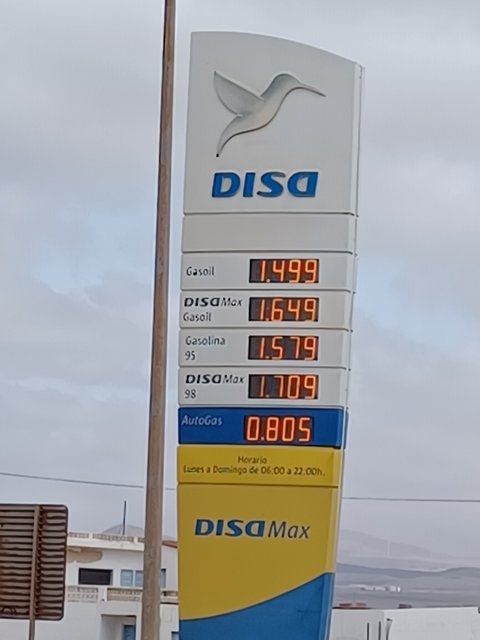 DISA
Gasoil 1.499
DISA Max
Gasoil 1.649
Gasolina
95 1.579
DISA Max
98 1.709
AutoGas 0.805
Horario
Lunes a Domingo de 06:00 a 22:00h.
DISA Max